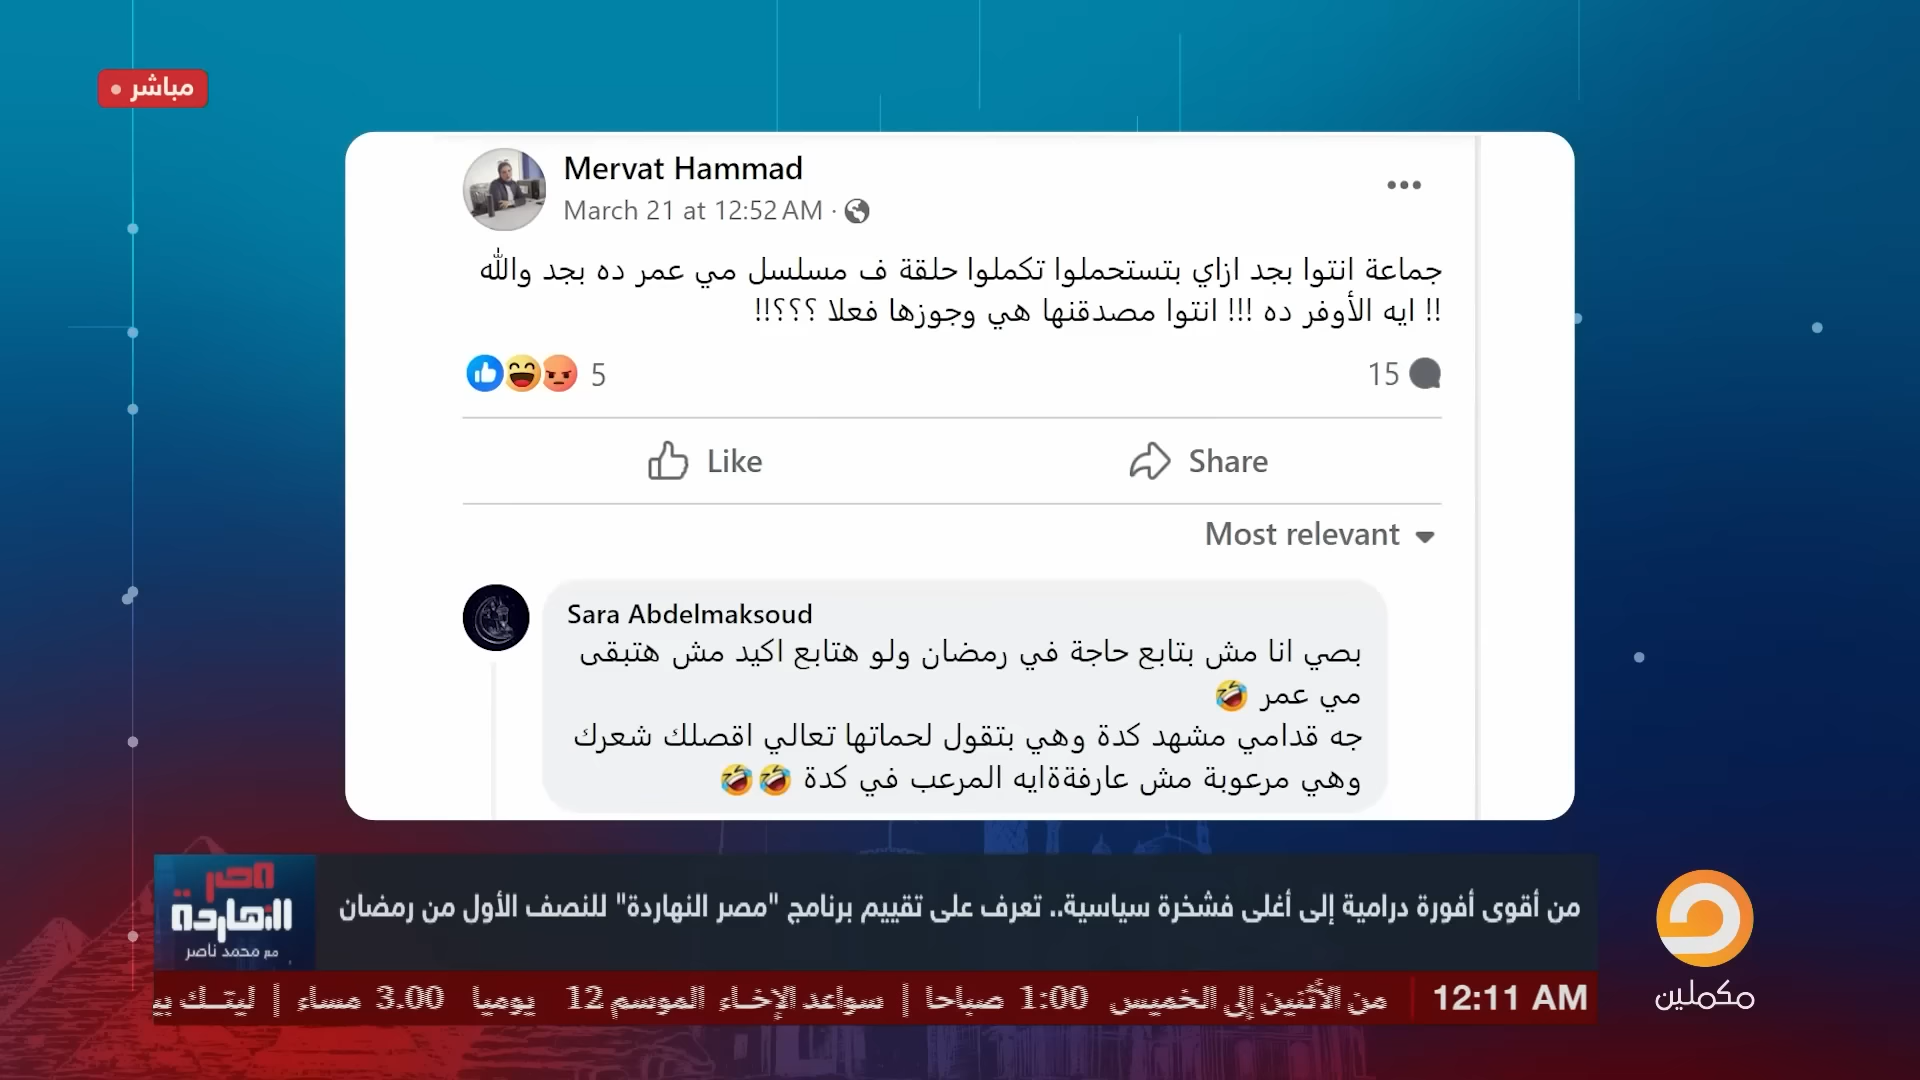 مباشر
Mervat Hammad
March 21 at 12:52 AM
جماعة انتوا بجد ازاي بتستحملوا تكملوا حلقة ف مسلسل مي عمر ده بجد والله
!! ايه الأوفر ده !!! انتوا مصدقنها هي وجوزها فعلا ؟؟؟!!
5
15
Like
Share
Most relevant
Sara Abdelmaksoud
بصي انا مش بتابع حاجة في رمضان ولو هتابع اكيد مش هتبقى
مي عمر 🤣
جه قدامي مشهد كدة وهي بتقول لحماتها تعالي اقصلك شعرك
وهي مرعوبة مش عارفةةايه المرعب في كدة 🤣🤣
مصر
النهاردة
مع محمد ناصر
من أقوى أفورة درامية إلى أغلى فشخرة سياسية.. تعرف على تقييم برنامج "مصر النهاردة" للنصف الأول من رمضان
12:11 AM
من الأثنين إلى الخميس 1:00 صباحا | سواعد الإخاء الموسم 12 يوميا 3.00 مساء | ليتك بي
مكملين